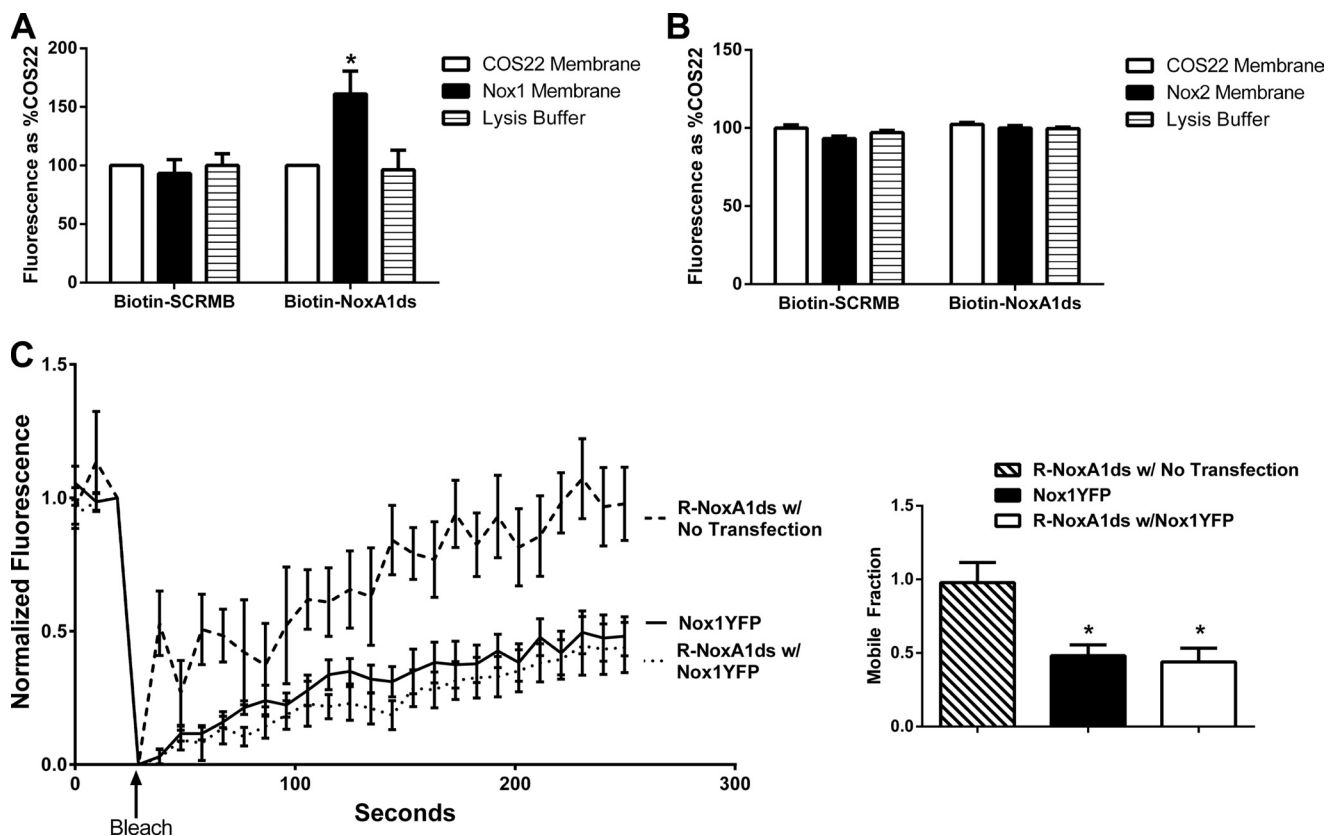 A
Fluorescence as %COS22
200
150
100
50
0
*
COS22 Membrane
Nox1 Membrane
Lysis Buffer
Biotin-SCRMB
Biotin-NoxA1ds
B
Fluorescence as %COS22
150
100
50
0
COS22 Membrane
Nox2 Membrane
Lysis Buffer
Biotin-SCRMB
Biotin-NoxA1ds
C
Normalized Fluorescence
1.5
1.0
0.5
0.0
0
100
200
300
Seconds
Bleach
R-NoxA1ds w/
No Transfection
Nox1YFP
R-NoxA1ds w/
Nox1YFP
R-NoxA1ds w/ No Transfection
Nox1YFP
R-NoxA1ds w/Nox1YFP
Mobile Fraction
1.5
1.0
0.5
0.0
*
*